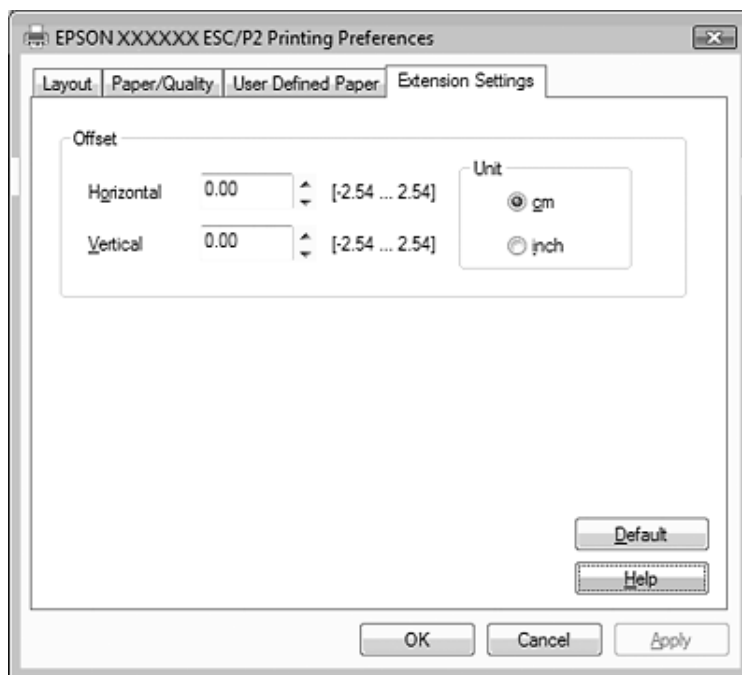 EPSON XXXXXX ESC/P2 Printing Preferences
Layout Paper/Quality User Defined Paper Extension Settings
Offset
Unit
Horizontal 0.00 [-2.54 ... 2.54] cm
Vertical 0.00 [-2.54 ... 2.54] inch
Default
Help
OK Cancel Apply